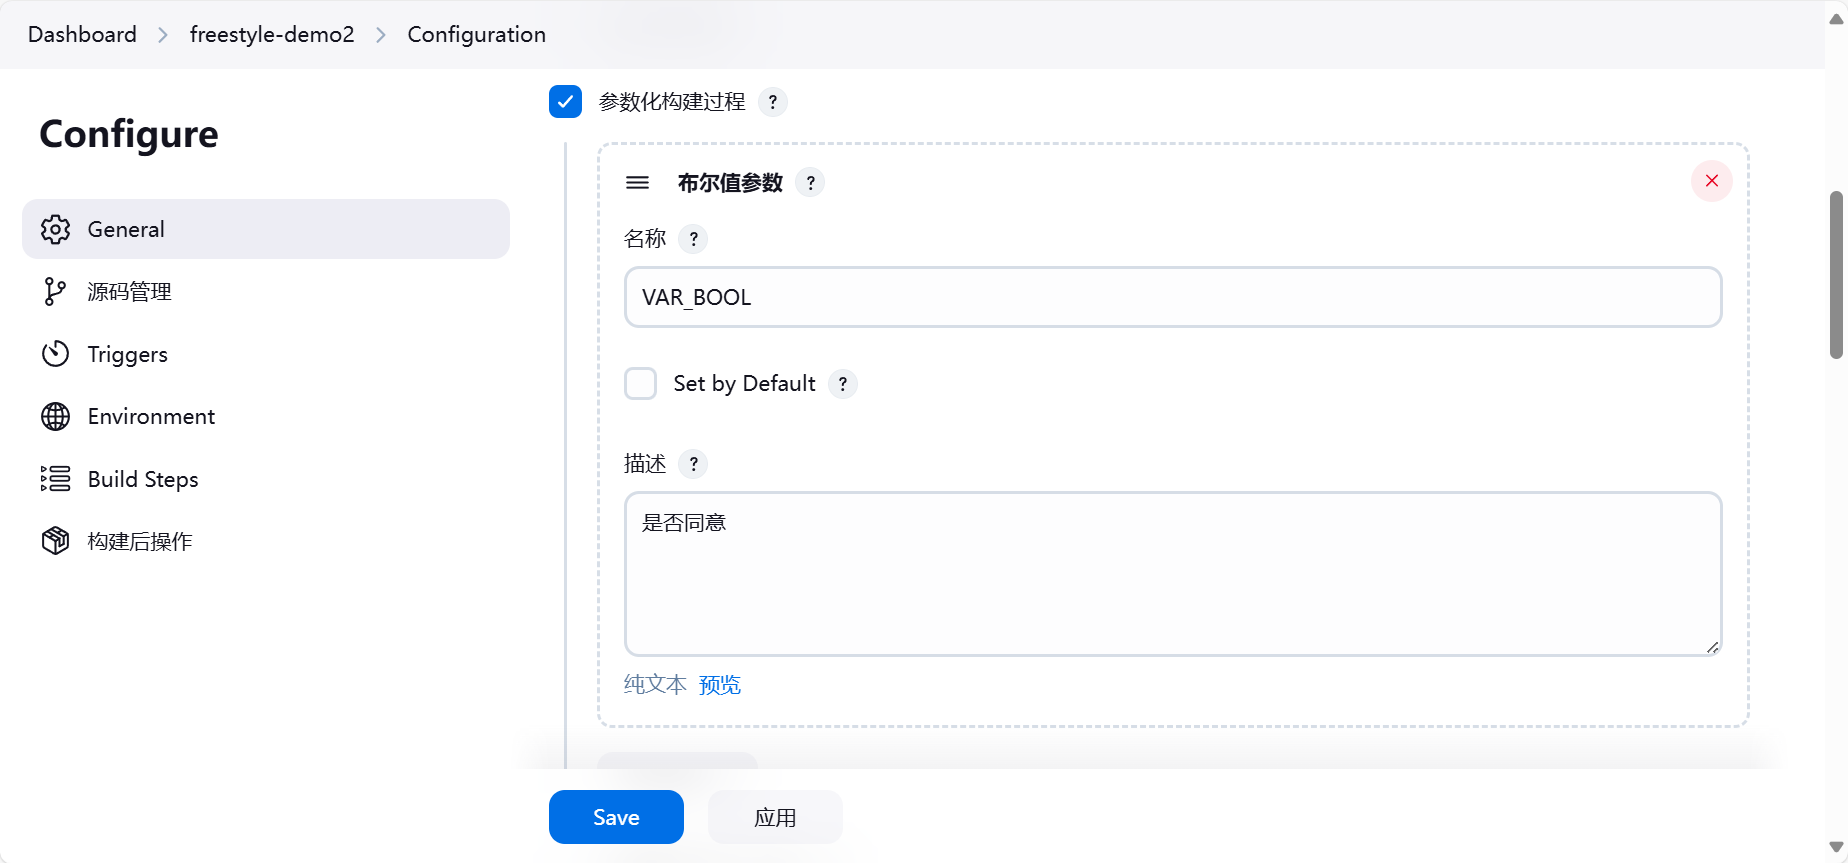 Dashboard > freestyle-demo2 > Configuration
Configure
General
源码管理
Triggers
Environment
Build Steps
构建后操作
参数化构建过程 ?
布尔值参数 ?
名称 ?
VAR_BOOL
Set by Default ?
描述 ?
是否同意
纯文本 预览
Save 应用